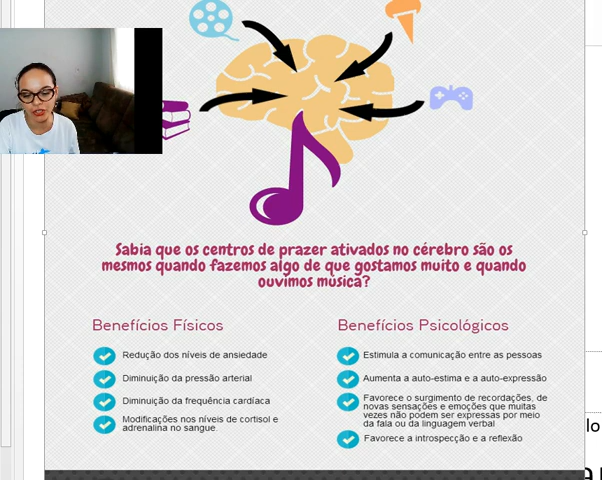 Sabia que os centros de prazer ativados no cérebro são os
mesmos quando fazemos algo de que gostamos muito e quando
ouvimos música?
Benefícios Físicos
Redução dos níveis de ansiedade
Diminuição da pressão arterial
Diminuição da frequência cardíaca
Modificações nos níveis de cortisol e
adrenalina no sangue.
Benefícios Psicológicos
Estimula a comunicação entre as pessoas
Aumenta a auto-estima e a auto-expressão
Favorece o surgimento de recordações, de
novas sensações e emoções que muitas
vezes não podem ser expressas por meio
da fala ou da linguagem verbal
Favorece a introspecção e a reflexão
lo